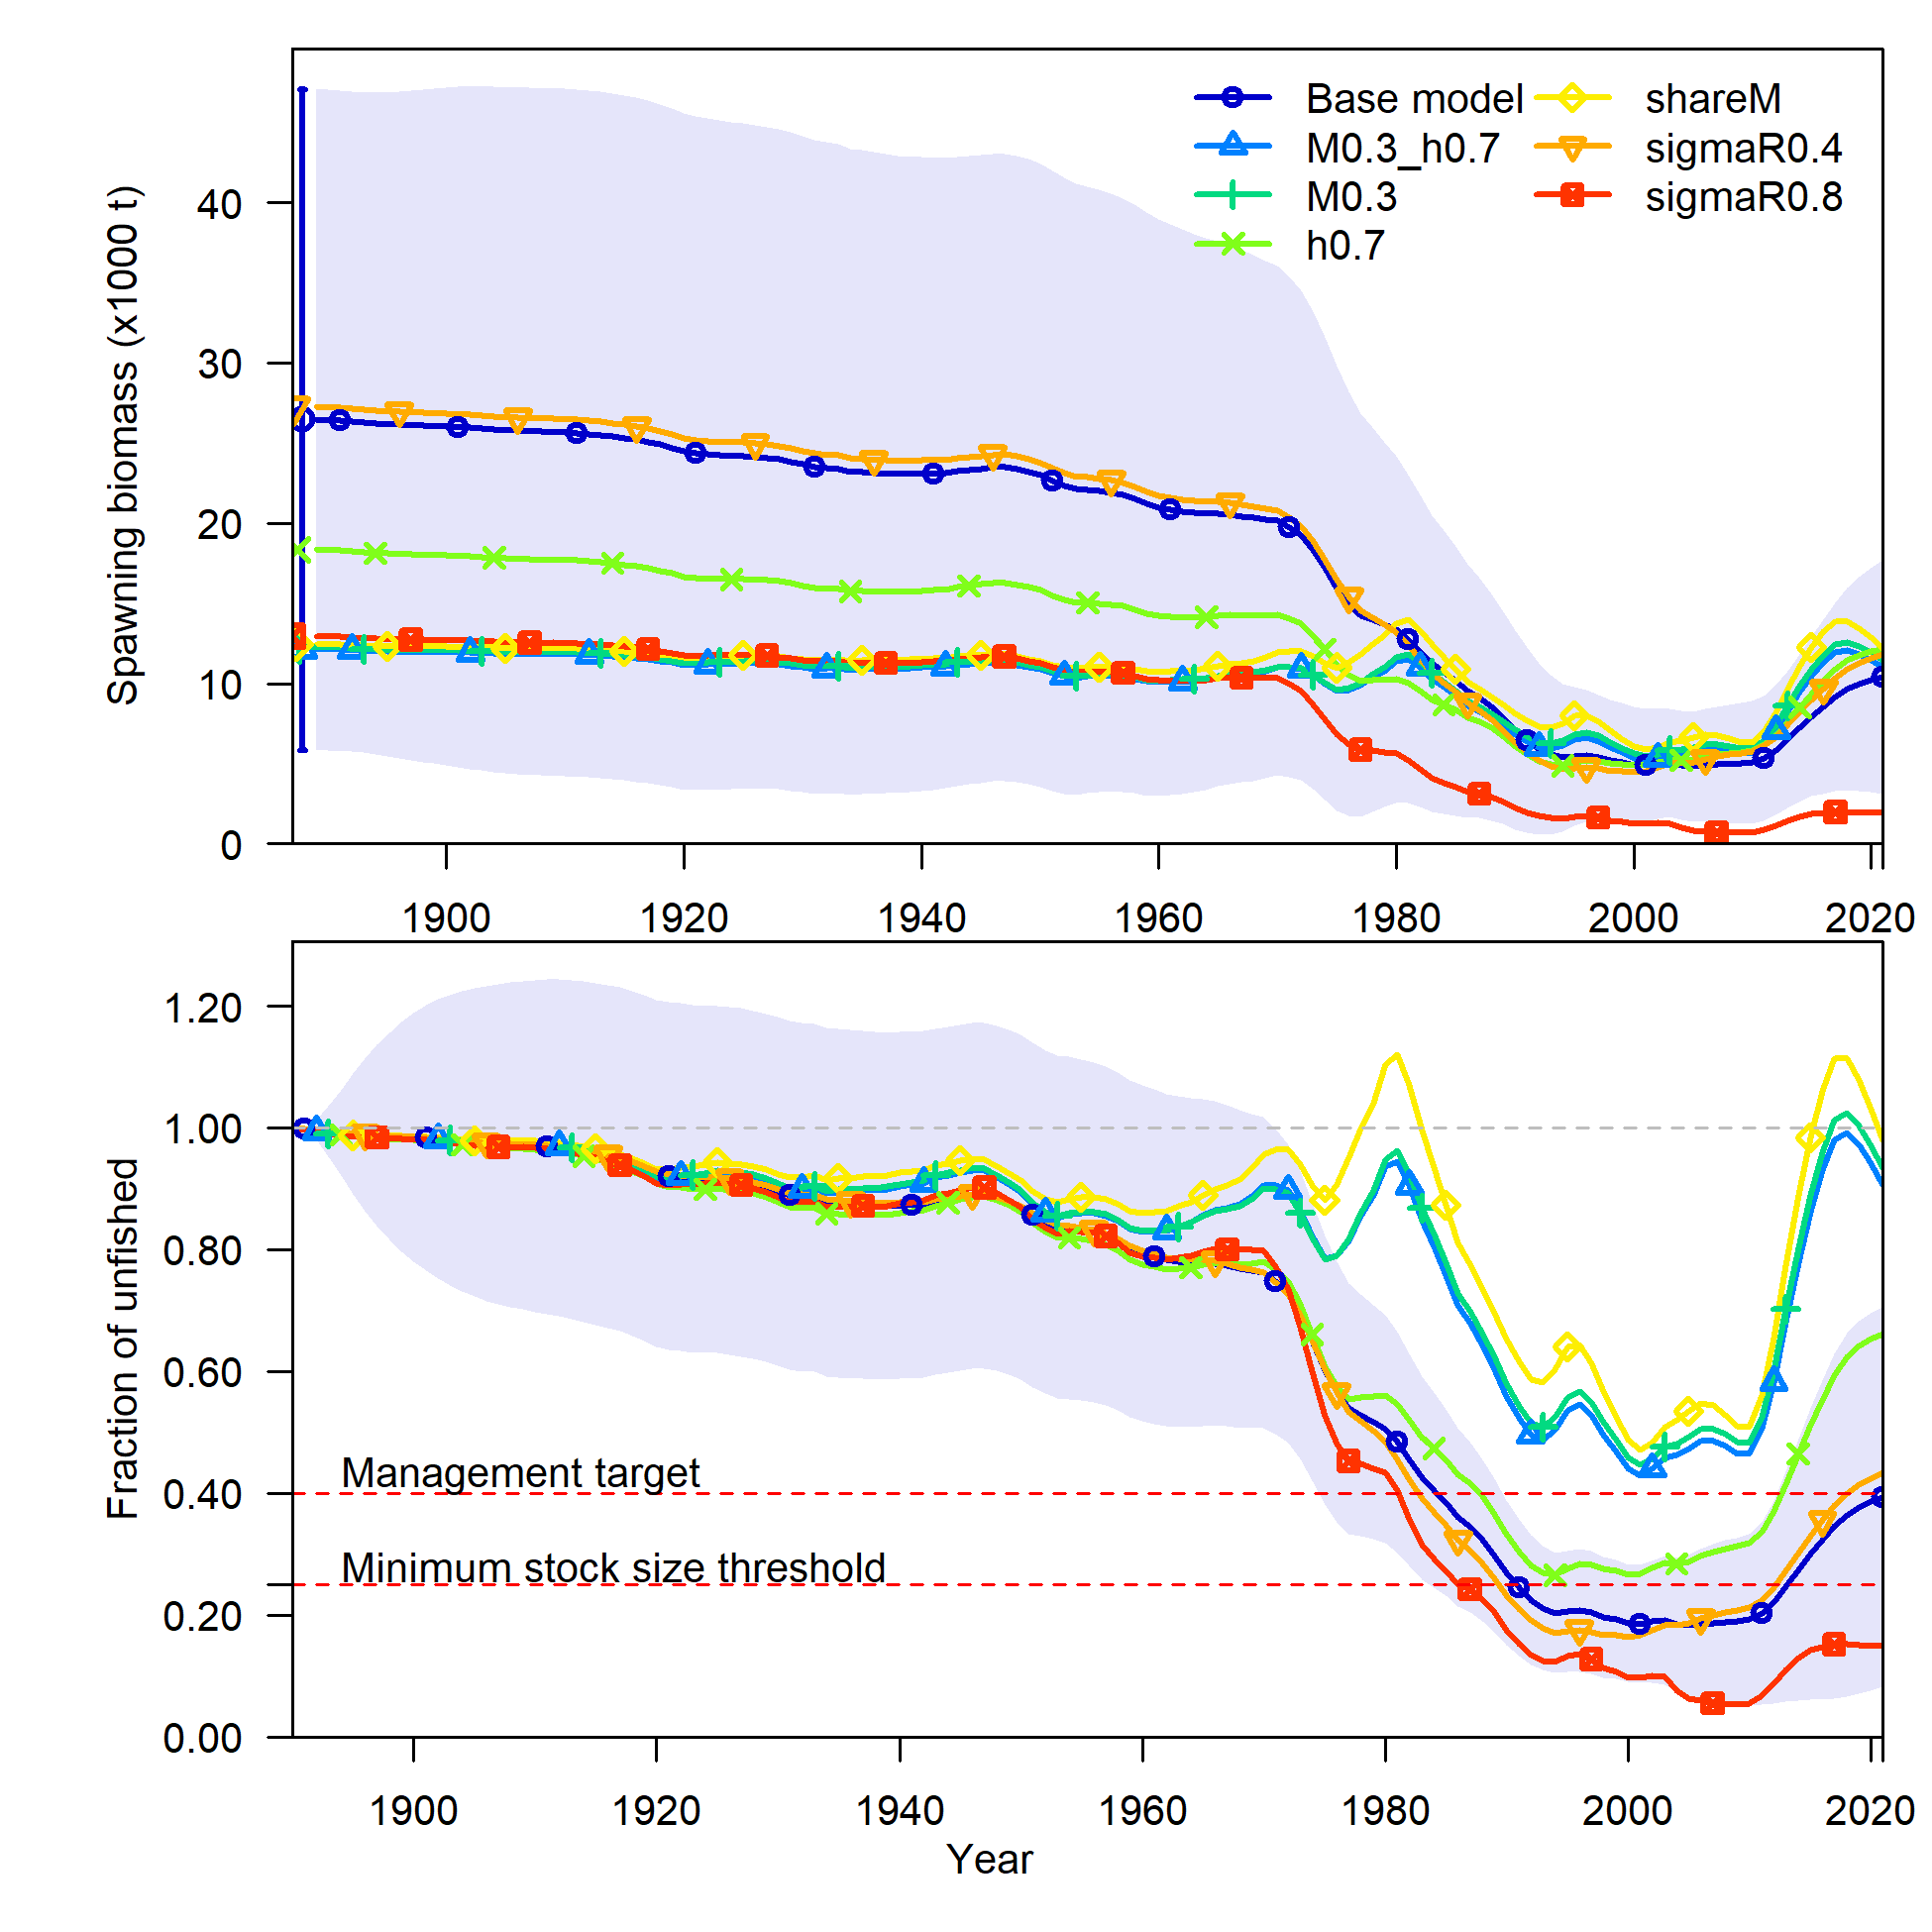 Spawning biomass (x1000 t)
40
30
20
10
0
Base model
M0.3_h0.7
M0.3
h0.7
shareM
sigmaR0.4
sigmaR0.8
1900 1920 1940 1960 1980 2000 2020
Fraction of unfished
1.20
1.00
0.80
0.60
0.40
0.20
0.00
Management target
Minimum stock size threshold
1900 1920 1940 1960 1980 2000 2020
Year